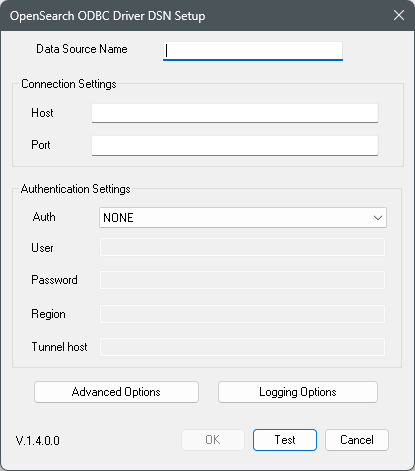 OpenSearch ODBC Driver DSN Setup
Data Source Name
Connection Settings
Host
Port
Authentication Settings
Auth NONE
User
Password
Region
Tunnel host
Advanced Options Logging Options
V.1.4.0.0 OK Test Cancel